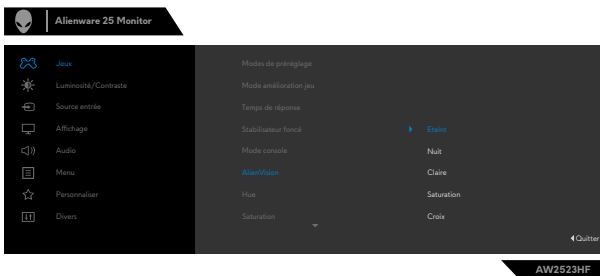 Alienware 25 Monitor
Jeux
Modes de préréglage
Luminosité/Contraste
Mode amélioration jeu
Source entrée
Temps de réponse
Affichage
Stabilisateur foncé
Eteint
Audio
Mode console
Nuit
Menu
AlienVision
Claire
Personnaliser
Hue
Saturation
Divers
Saturation
Croix
Quitter
AW2523HF